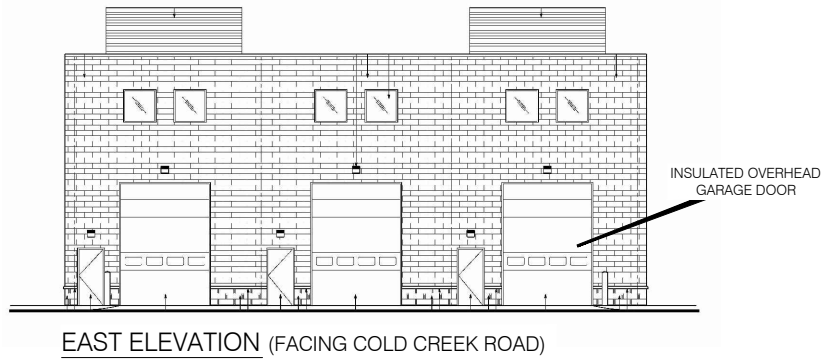 INSULATED OVERHEAD
GARAGE DOOR
EAST ELEVATION (FACING COLD CREEK ROAD)